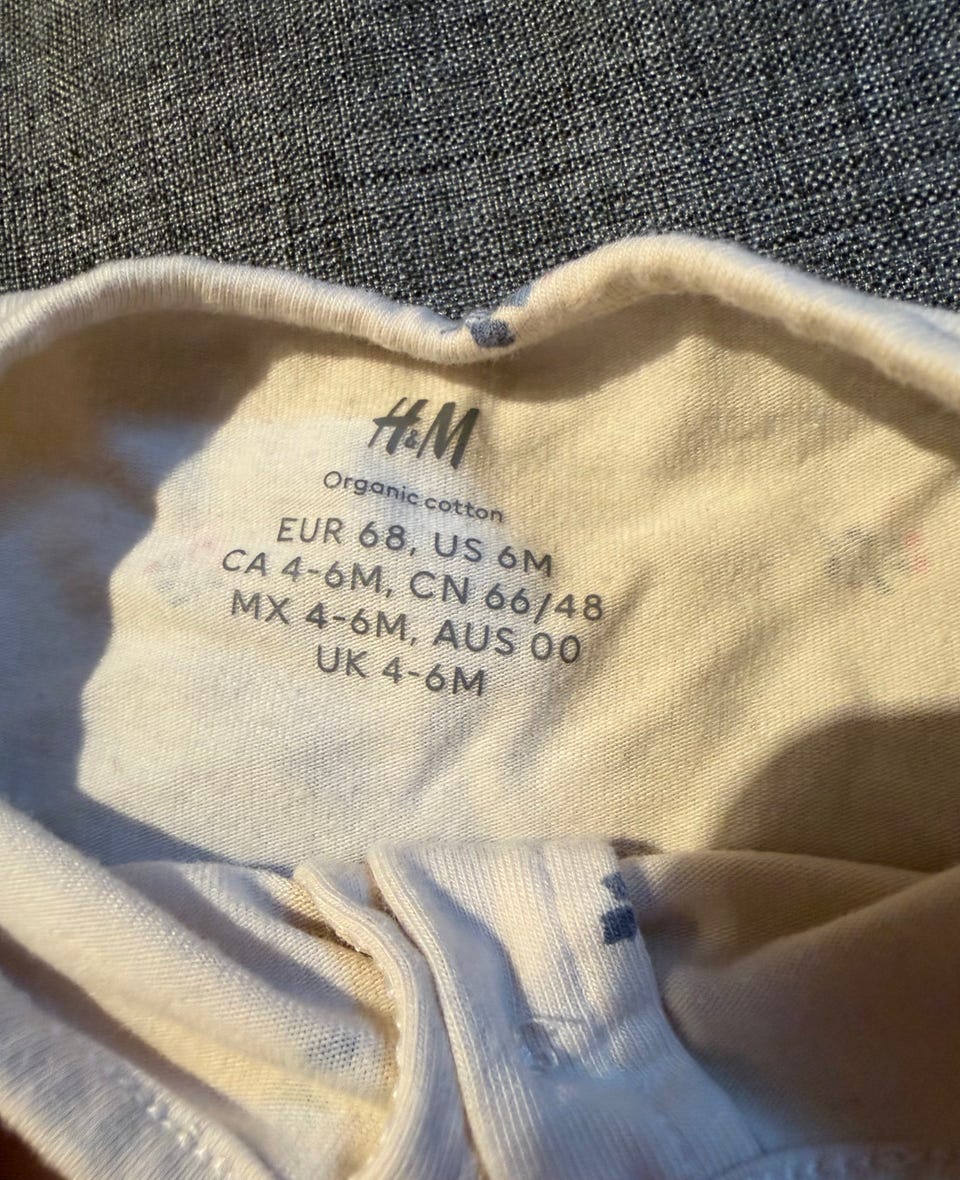 H&M
Organic cotton
EUR 68, US 6M
CA 4-6M, CN 66/48
MX 4-6M, AUS 00
UK 4-6M